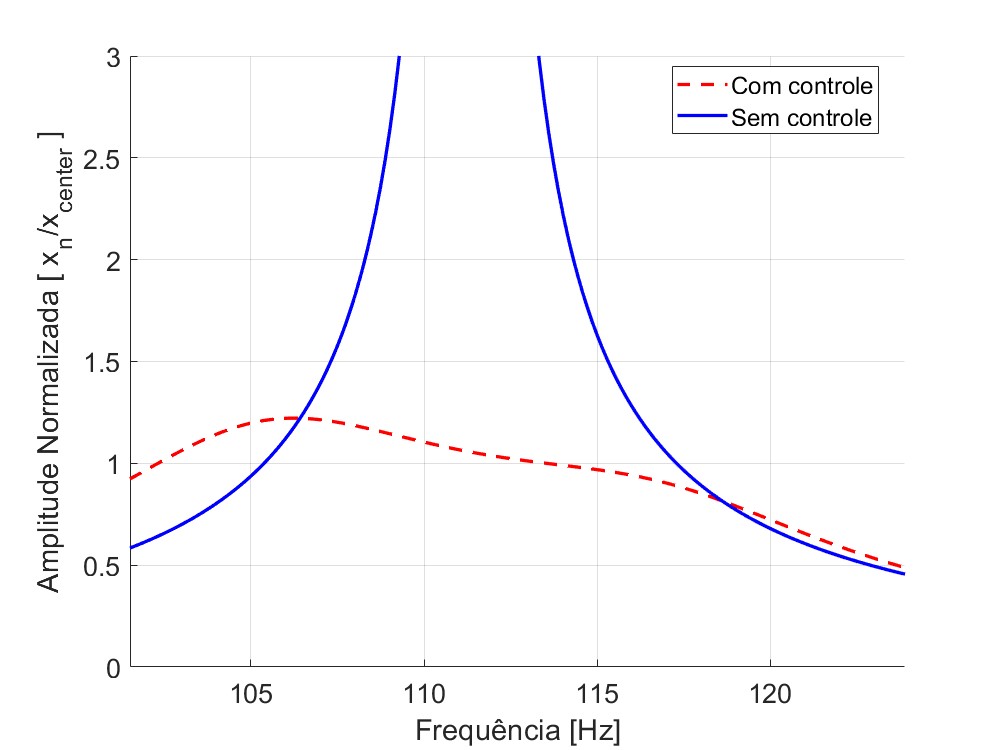 Com controle
Sem controle
3
2.5
2
1.5
1
0.5
0
105 110 115 120
Frequência [Hz]
Amplitude Normalizada [ x_n/x_center ]